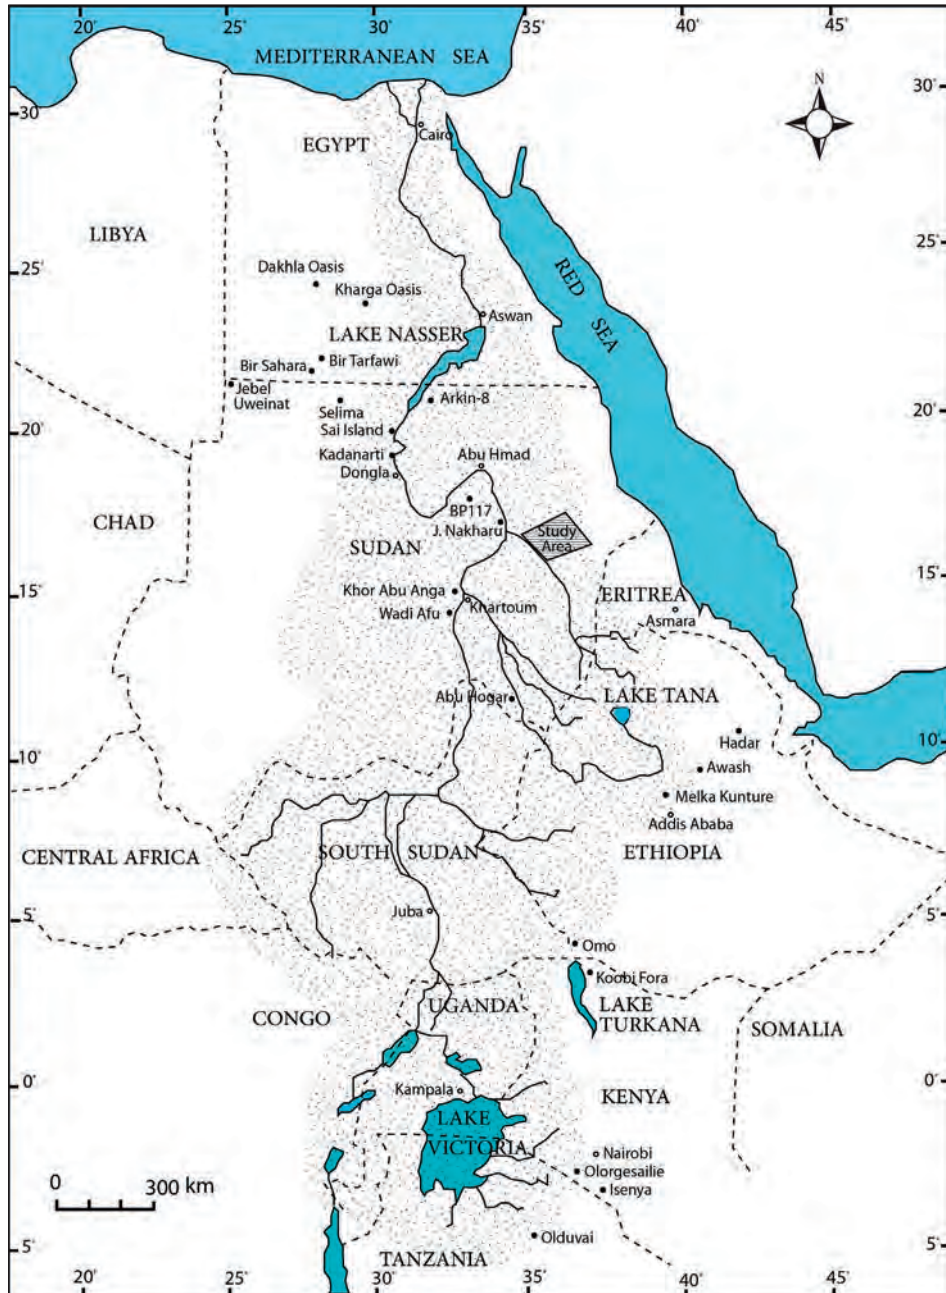 20° 25° 30° 35° 40°
MEDITERRANEAN SEA
N
30° 30°
Cairo
EGYPT
LIBYA
25° 25°
Dakhla Oasis
Kharga Oasis
RED SEA
Aswan
LAKE NASSER
Bir Sahara Bir Tarfawi
Jebel
Uweinat
Arkin-8
Selima
20° 20°
Sai Island
Kadanarti
Abu Hmad
Dongla
BP117
J. Nakharu
Study
Area
CHAD
SUDAN
15° 15°
Khor Abu Anga
ERITREA
Khartoum
Wadi Afu
Asmara
Abu Hogar
LAKE TANA
Hadar
10° 10°
Awash
Melka Kunture
Addis Ababa
CENTRAL AFRICA
SOUTH SUDAN
ETHIOPIA
Juba
5° 5°
Omo
Koobi Fora
UGANDA
CONGO
LAKE
TURKANA
SOMALIA
0° 0°
Kampala
KENYA
LAKE
VICTORIA
Nairobi
Olorgesailie
Isenya
0 300 km
Olduvai
5° 5°
TANZANIA
20° 25° 30° 35° 40° 45°